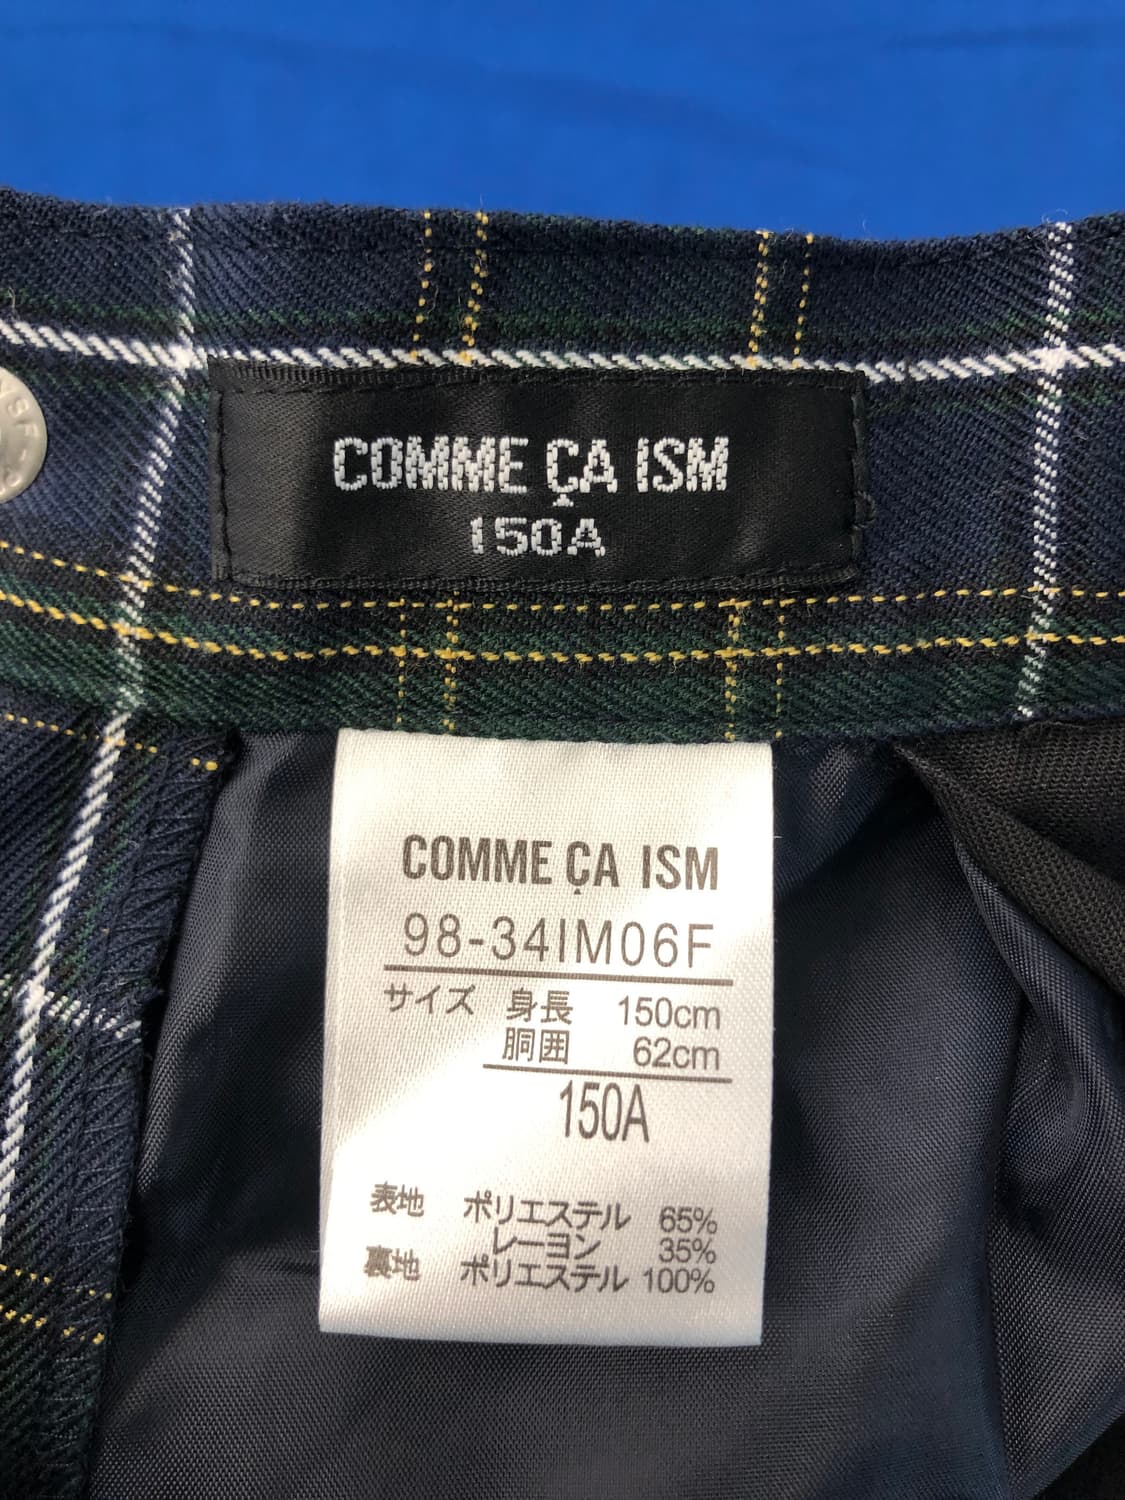 COMME ÇA ISM
150A
COMME ÇA ISM
98-34IM06F
サイズ 身長 150cm
胴囲 62cm
150A
表地 ポリエステル 65%
レーヨン 35%
裏地 ポリエステル 100%